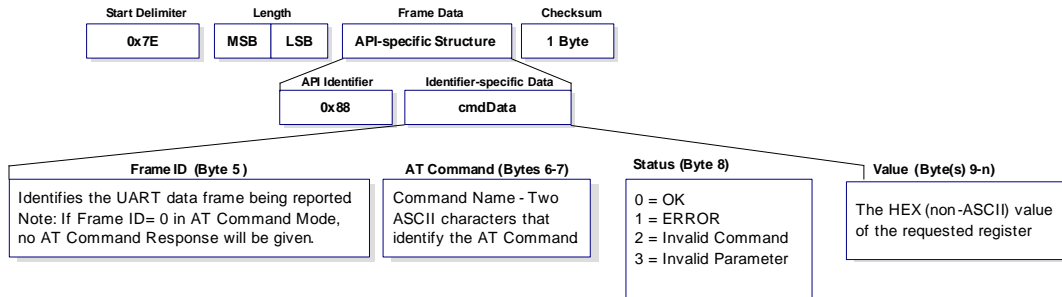 Start Delimiter
Length
Frame Data
Checksum
0x7E
MSB
LSB
API-specific Structure
1 Byte
API Identifier
Identifier-specific Data
0x88
cmdData
Frame ID (Byte 5 )
Identifies the UART data frame being reported.
Note: If Frame ID= 0 in AT Command Mode,
no AT Command Response will be given.
AT Command (Bytes 6-7)
Command Name - Two
ASCII characters that
identify the AT Command
Status (Byte 8)
0 = OK
1 = ERROR
2 = Invalid Command
3 = Invalid Parameter
Value (Byte(s) 9-n)
The HEX (non-ASCII) value
of the requested register